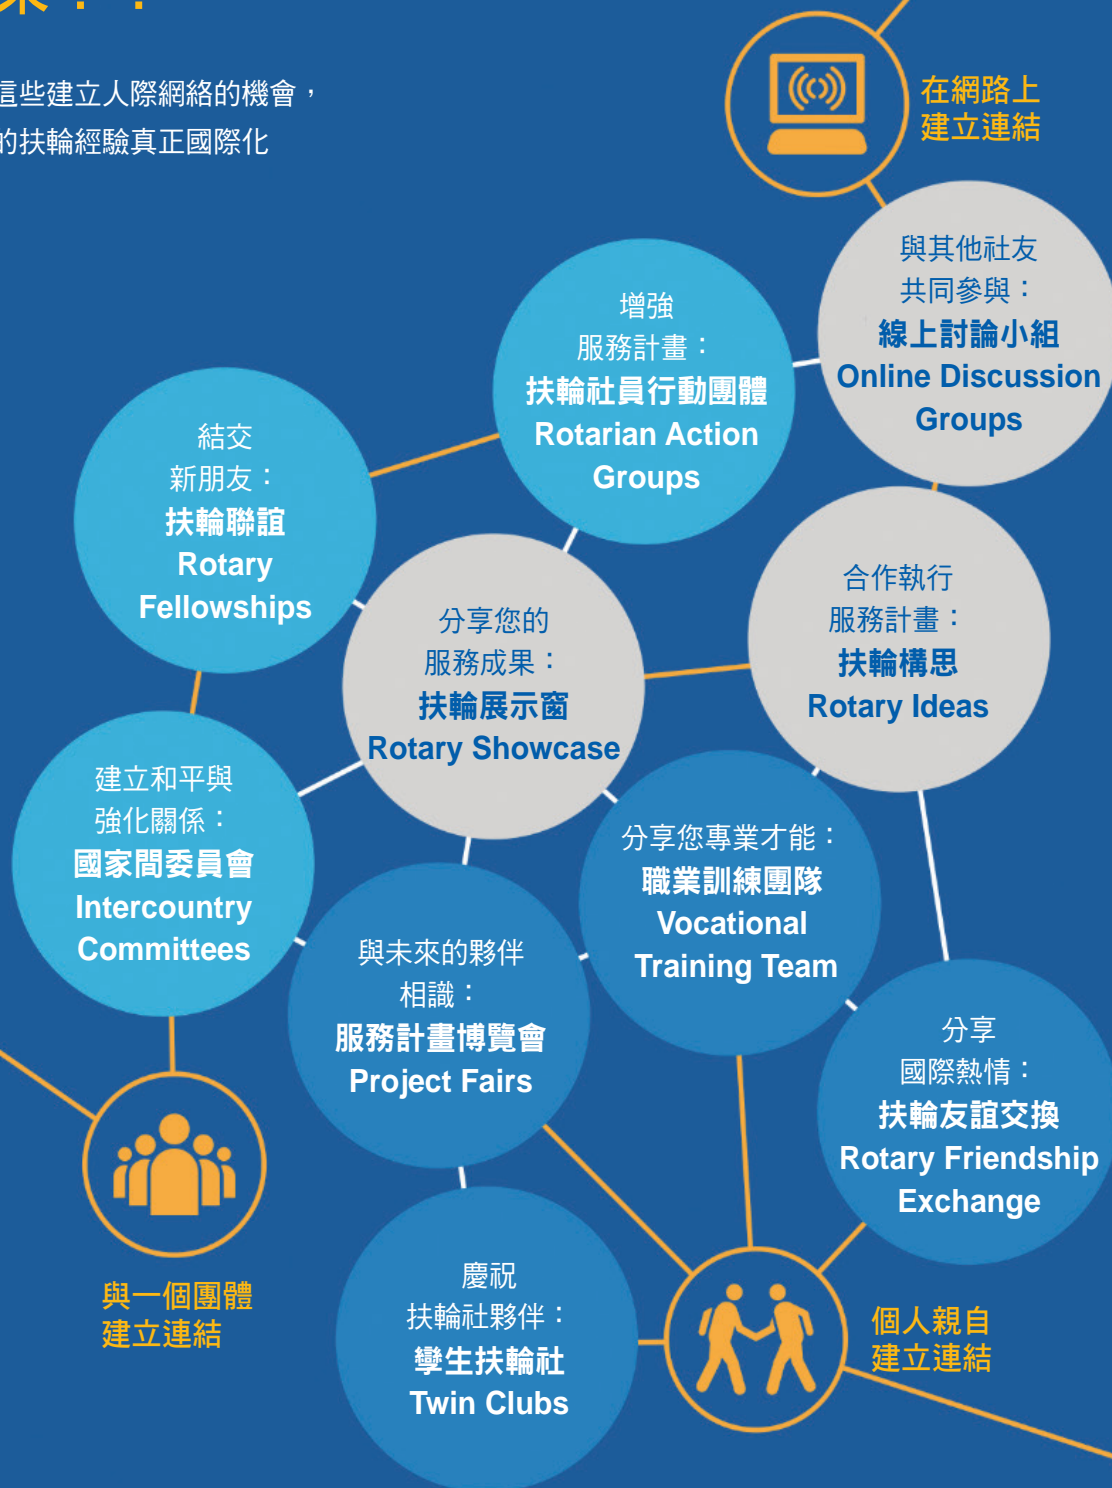 來！！
這些建立人際網絡的機會，
的扶輪經驗真正國際化
在網路上
建立連結
與其他社友
共同參與：
線上討論小組
Online Discussion
Groups
增強
服務計畫：
扶輪社員行動團體
Rotarian Action
Groups
結交
新朋友：
扶輪聯誼
Rotary
Fellowships
分享您的
服務成果：
扶輪展示窗
Rotary Showcase
合作執行
服務計畫：
扶輪構思
Rotary Ideas
建立和平與
強化關係：
國家間委員會
Intercountry
Committees
分享您專業才能：
職業訓練團隊
Vocational
Training Team
與未來的夥伴
相識：
服務計畫博覽會
Project Fairs
分享
國際熱情：
扶輪友誼交換
Rotary Friendship
Exchange
與一個團體
建立連結
慶祝
扶輪社夥伴：
孿生扶輪社
Twin Clubs
個人親自
建立連結